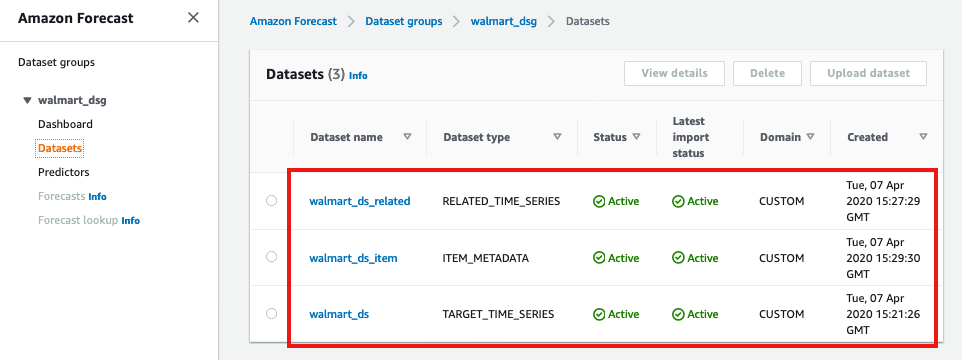 Amazon Forecast
Dataset groups
walmart_dsg
Dashboard
Datasets
Predictors
Forecasts Info
Forecast lookup Info
Amazon Forecast > Dataset groups > walmart_dsg > Datasets
Datasets (3) Info
View details Delete Upload dataset
Dataset name Dataset type Status Latest import status Domain Created
walmart_ds_related RELATED_TIME_SERIES Active Active CUSTOM Tue, 07 Apr 2020 15:27:29 GMT
walmart_ds_item ITEM_METADATA Active Active CUSTOM Tue, 07 Apr 2020 15:29:30 GMT
walmart_ds TARGET_TIME_SERIES Active Active CUSTOM Tue, 07 Apr 2020 15:21:26 GMT